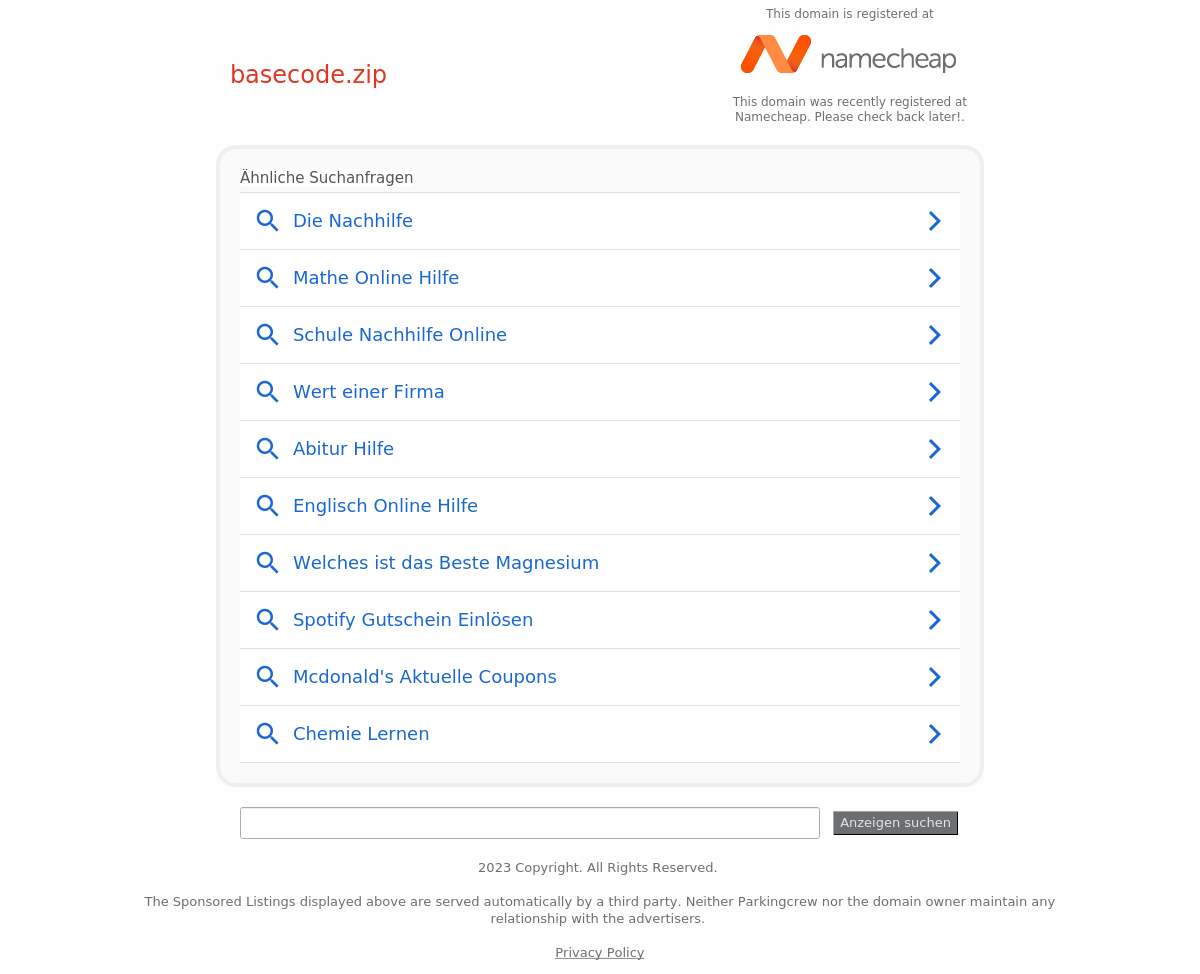 This domain is registered at
namecheap
basecode.zip
This domain was recently registered at
Namecheap. Please check back later!.
Ähnliche Suchanfragen
Die Nachhilfe
Mathe Online Hilfe
Schule Nachhilfe Online
Wert einer Firma
Abitur Hilfe
Englisch Online Hilfe
Welches ist das Beste Magnesium
Spotify Gutschein Einlösen
Mcdonald's Aktuelle Coupons
Chemie Lernen
Anzeigen suchen
2023 Copyright. All Rights Reserved.
The Sponsored Listings displayed above are served automatically by a third party. Neither Parkingcrew nor the domain owner maintain any
relationship with the advertisers.
Privacy Policy